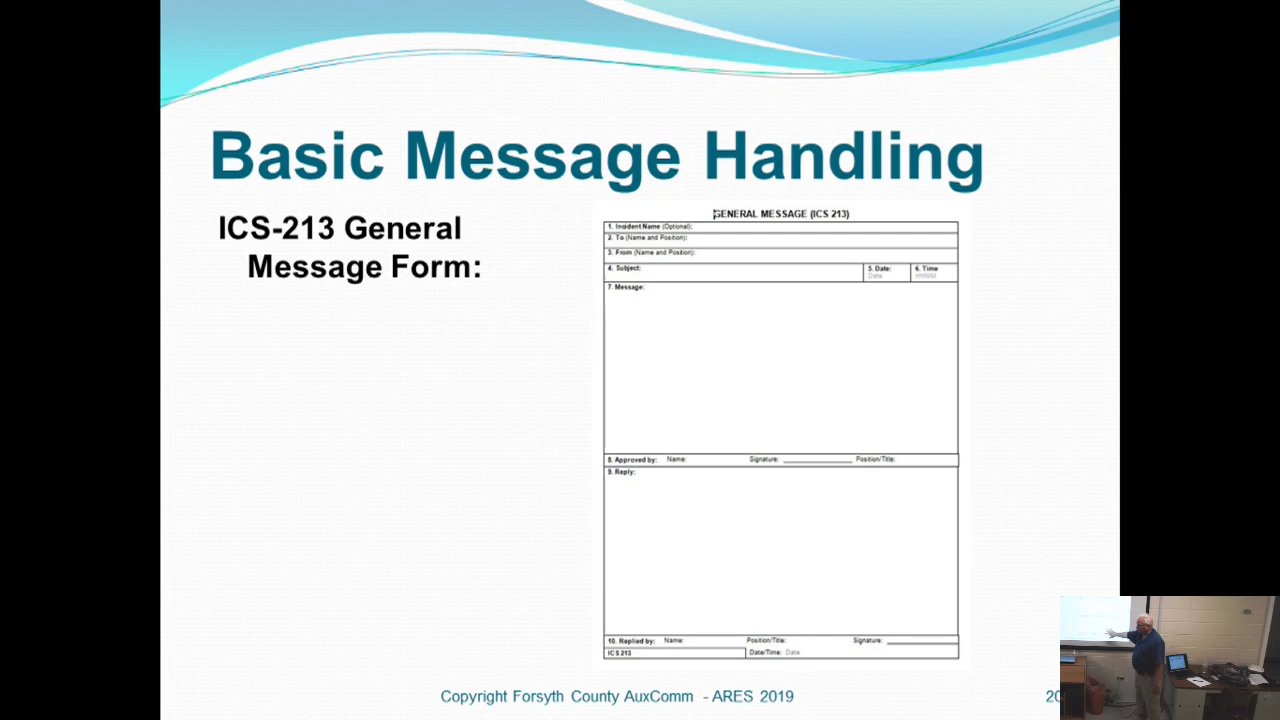 Basic Message Handling
ICS-213 General
Message Form:
GENERAL MESSAGE (ICS 213)
1. Incident Name (Optional):
2. To (Name and Position):
3. From (Name and Position):
4. Subject: 5. Date: 6. Time
Date HHMM
7. Message:
8. Approved by: Name: Signature: Position/Title:
9. Reply:
10. Replied by: Name: Position/Title: Signature:
ICS 213 Date/Time: Date
Copyright Forsyth County AuxComm - ARES 2019